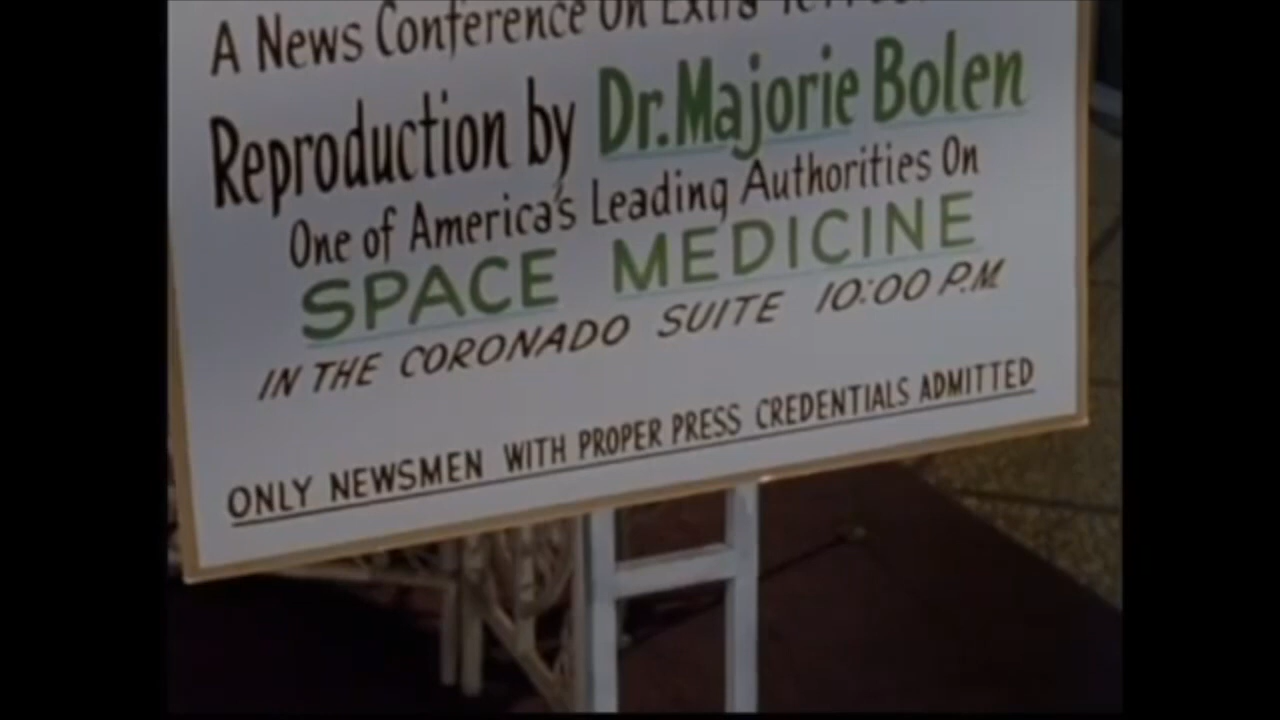 A News Conference On Extra
Reproduction by Dr. Majorie Bolen
One of America's Leading Authorities On
SPACE MEDICINE
IN THE CORONADO SUITE 10:00 P.M.
ONLY NEWSMEN WITH PROPER PRESS CREDENTIALS ADMITTED